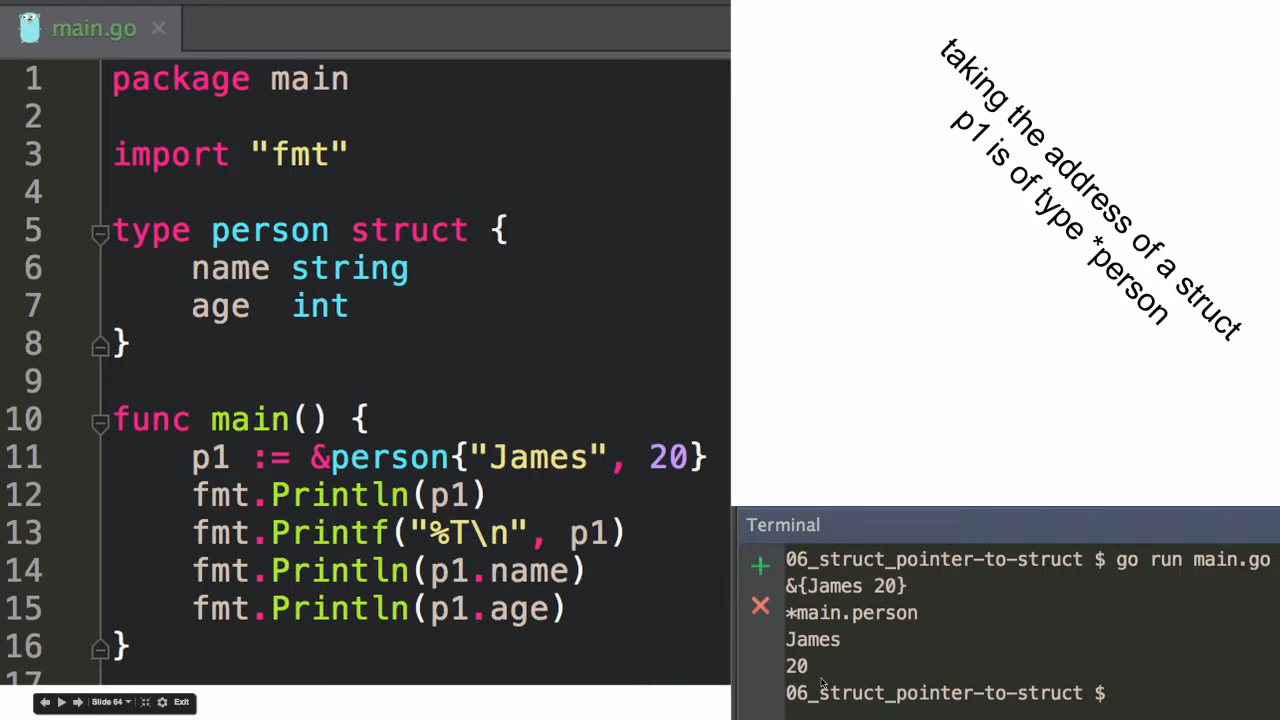 main.go
1 package main
2
3 import "fmt"
4
5 type person struct {
6 name string
7 age  int
8 }
9
10 func main() {
11 p1 := &person{"James", 20}
12 fmt.Println(p1)
13 fmt.Printf("%T\n", p1)
14 fmt.Println(p1.name)
15 fmt.Println(p1.age)
16 }
17
taking the address of a struct
p1 is of type *person
Terminal
06_struct_pointer-to-struct $ go run main.go
&{James 20}
*main.person
James
20
06_struct_pointer-to-struct $
Slide 64
Exit